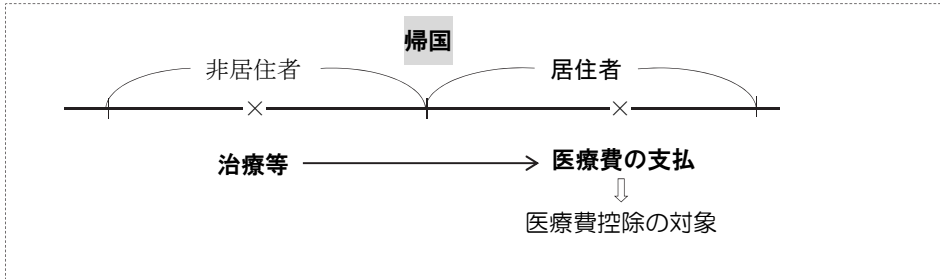 帰国
非居住者
居住者
治療等
医療費の支払
医療費控除の対象